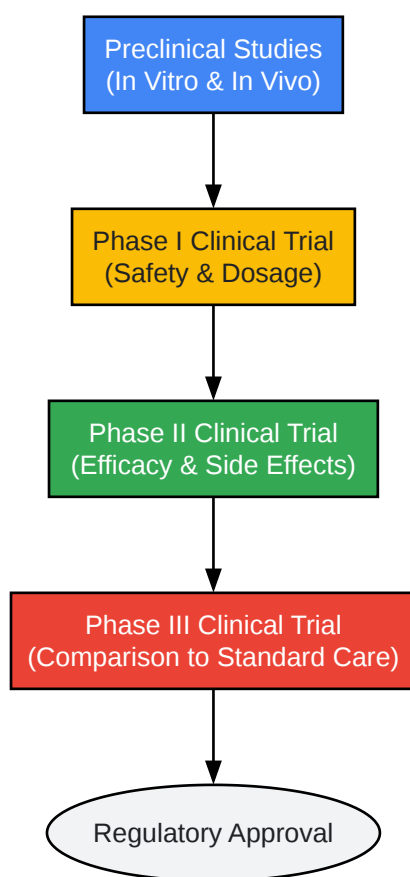 Preclinical Studies
(In Vitro & In Vivo)
Phase I Clinical Trial
(Safety & Dosage)
Phase II Clinical Trial
(Efficacy & Side Effects)
Phase III Clinical Trial
(Comparison to Standard Care)
Regulatory Approval